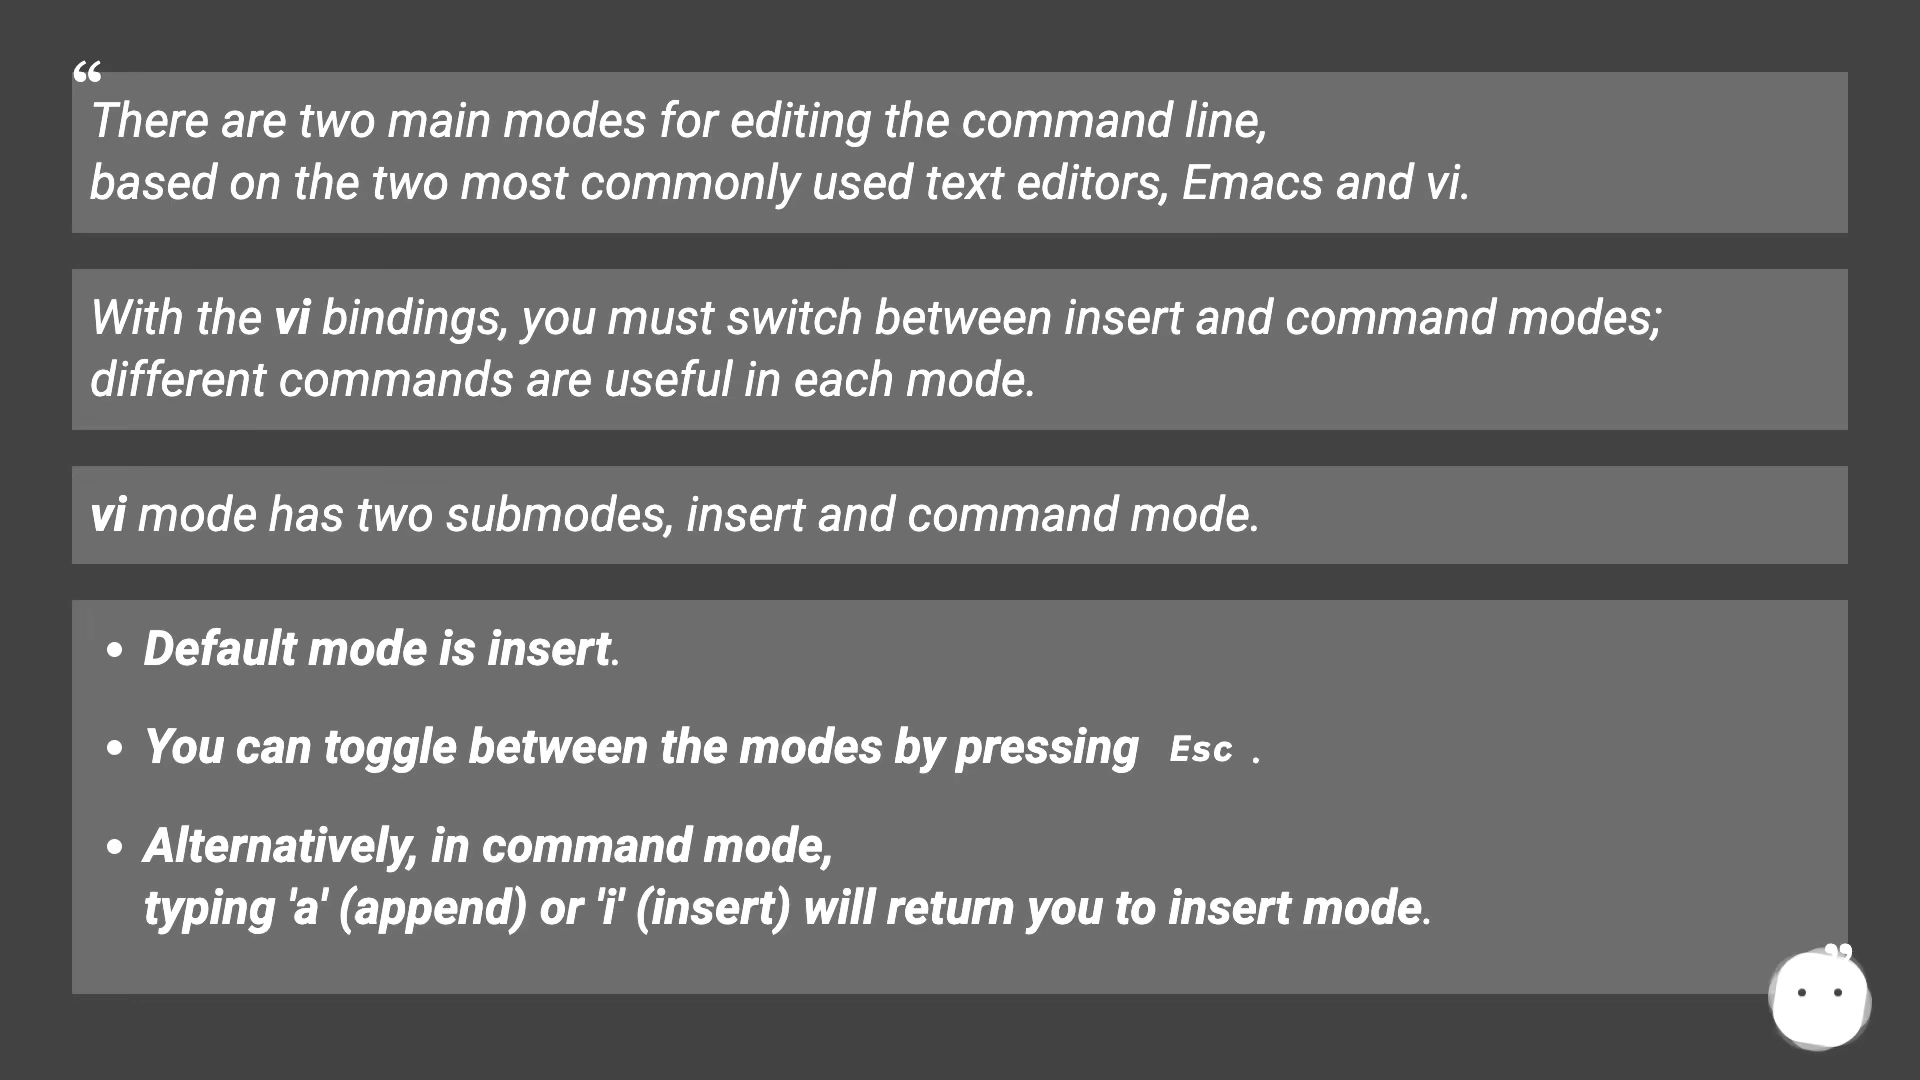 “
There are two main modes for editing the command line,
based on the two most commonly used text editors, Emacs and vi.
With the vi bindings, you must switch between insert and command modes;
different commands are useful in each mode.
vi mode has two submodes, insert and command mode.
• Default mode is insert.
• You can toggle between the modes by pressing Esc .
• Alternatively, in command mode,
typing 'a' (append) or 'i' (insert) will return you to insert mode.
”